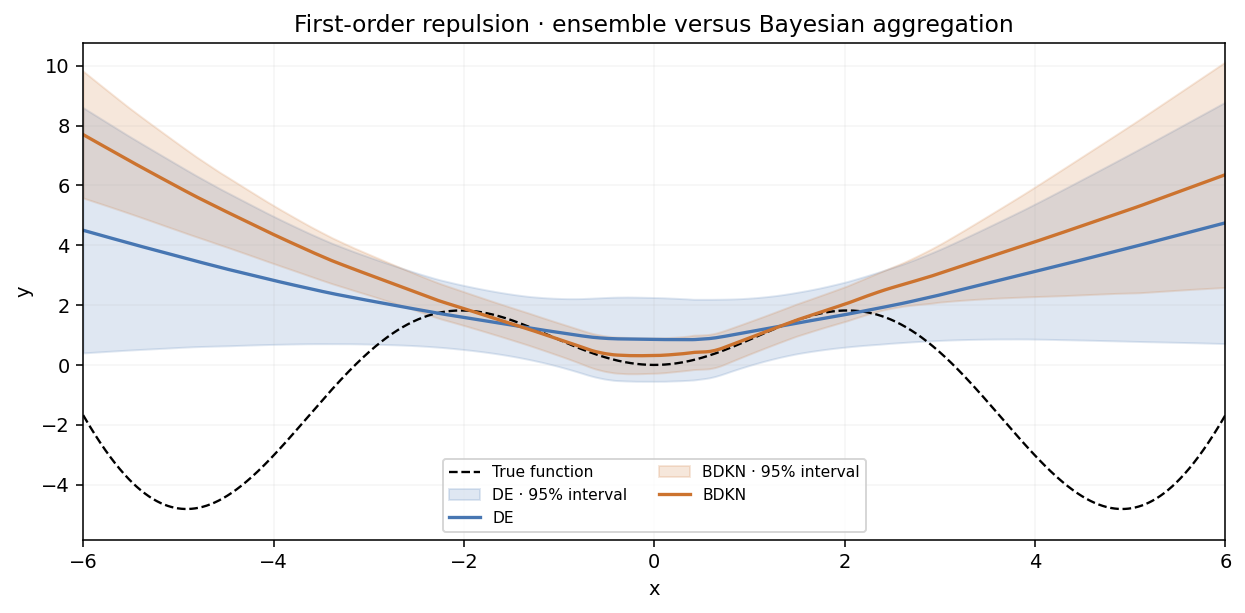 First-order repulsion · ensemble versus Bayesian aggregation
y
10
8
6
4
2
0
−2
−4
True function
DE · 95% interval
DE
BDKN · 95% interval
BDKN
−6 −4 −2 0 2 4 6
x